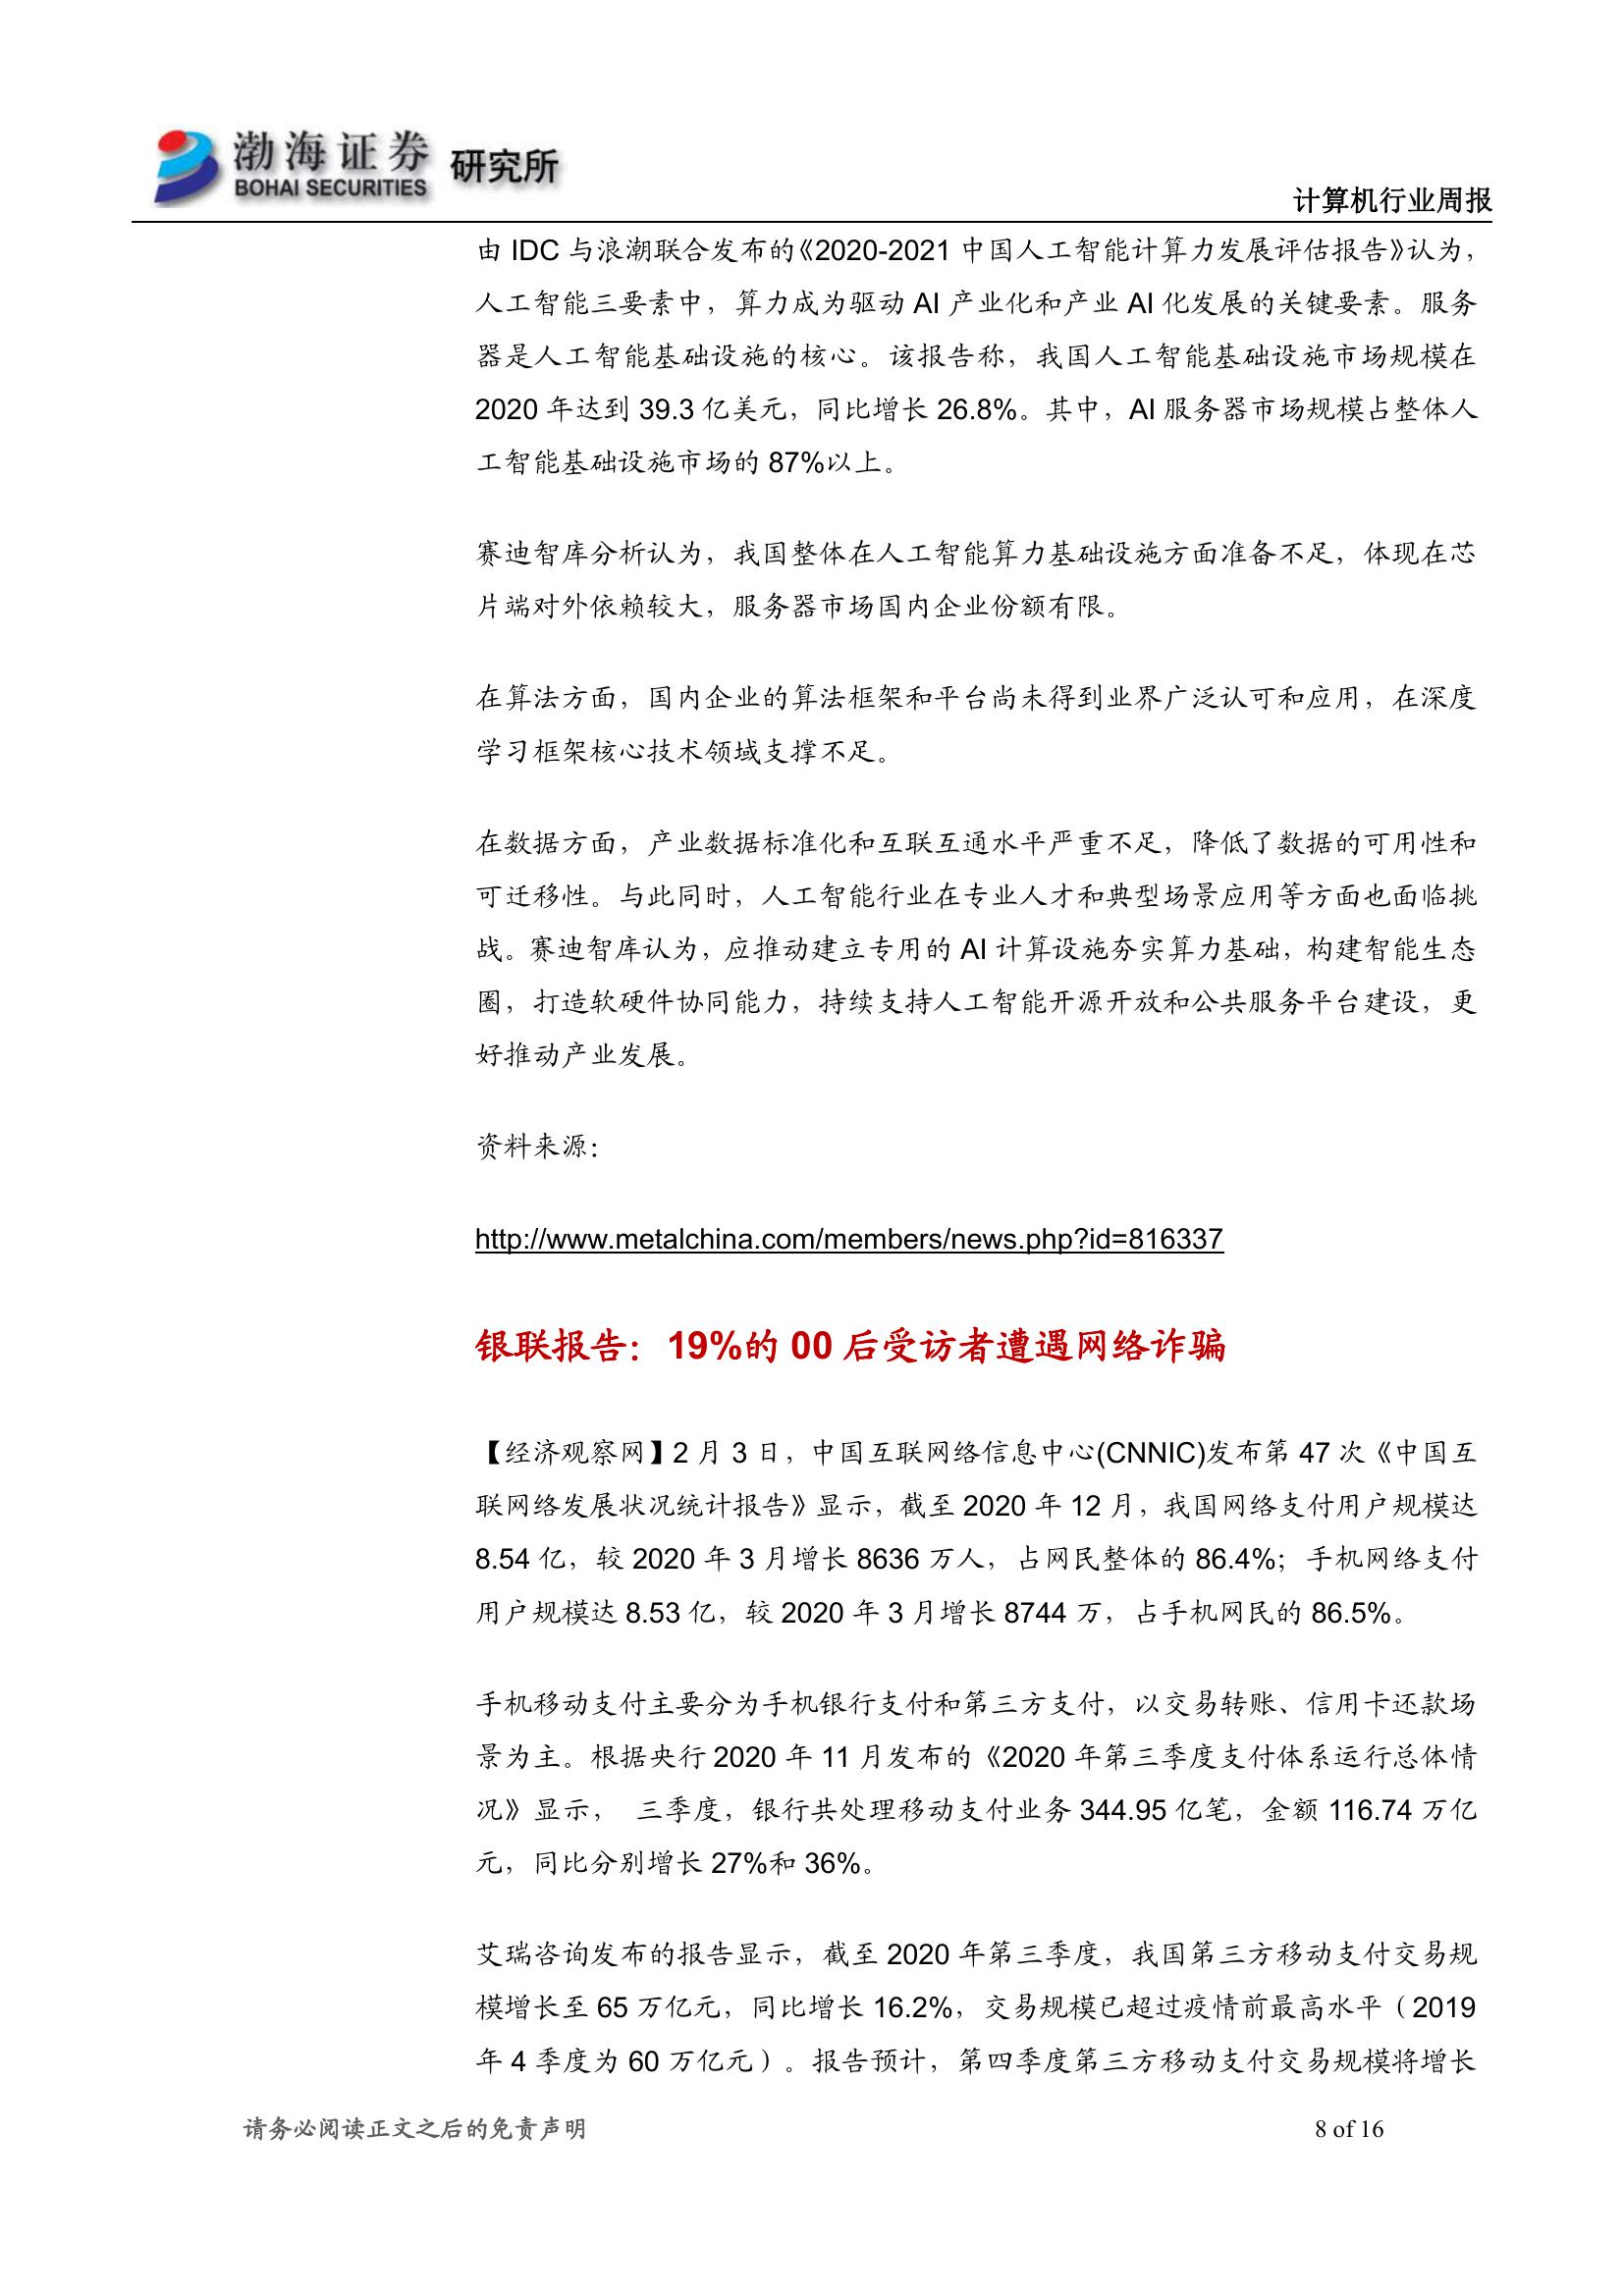 渤海证券 研究所
BOHAI SECURITIES
计算机行业周报
由 IDC 与浪潮联合发布的《2020-2021 中国人工智能计算力发展评估报告》认为，
人工智能三要素中，算力成为驱动 AI 产业化和产业 AI 化发展的关键要素。服务
器是人工智能基础设施的核心。该报告称，我国人工智能基础设施市场规模在
2020 年达到 39.3 亿美元，同比增长 26.8%。其中，AI 服务器市场规模占整体人
工智能基础设施市场的 87%以上。
赛迪智库分析认为，我国整体在人工智能算力基础设施方面准备不足，体现在芯
片端对外依赖较大，服务器市场国内企业份额有限。
在算法方面，国内企业的算法框架和平台尚未得到业界广泛认可和应用，在深度
学习框架核心技术领域支撑不足。
在数据方面，产业数据标准化和互联互通水平严重不足，降低了数据的可用性和
可迁移性。与此同时，人工智能行业在专业人才和典型场景应用等方面也面临挑
战。赛迪智库认为，应推动建立专用的 AI 计算设施夯实算力基础，构建智能生态
圈，打造软硬件协同能力，持续支持人工智能开源开放和公共服务平台建设，更
好推动产业发展。
资料来源：
http://www.metalchina.com/members/news.php?id=816337
银联报告：19%的 00 后受访者遭遇网络诈骗
【经济观察网】2 月 3 日，中国互联网络信息中心(CNNIC)发布第 47 次《中国互
联网络发展状况统计报告》显示，截至 2020 年 12 月，我国网络支付用户规模达
8.54 亿，较 2020 年 3 月增长 8636 万人，占网民整体的 86.4%；手机网络支付
用户规模达 8.53 亿，较 2020 年 3 月增长 8744 万，占手机网民的 86.5%。
手机移动支付主要分为手机银行支付和第三方支付，以交易转账、信用卡还款场
景为主。根据央行 2020 年 11 月发布的《2020 年第三季度支付体系运行总体情
况》显示， 三季度，银行共处理移动支付业务 344.95 亿笔，金额 116.74 万亿
元，同比分别增长 27%和 36%。
艾瑞咨询发布的报告显示，截至 2020 年第三季度，我国第三方移动支付交易规
模增长至 65 万亿元，同比增长 16.2%，交易规模已超过疫情前最高水平（2019
年 4 季度为 60 万亿元）。报告预计，第四季度第三方移动支付交易规模将增长
请务必阅读正文之后的免责声明
8 of 16